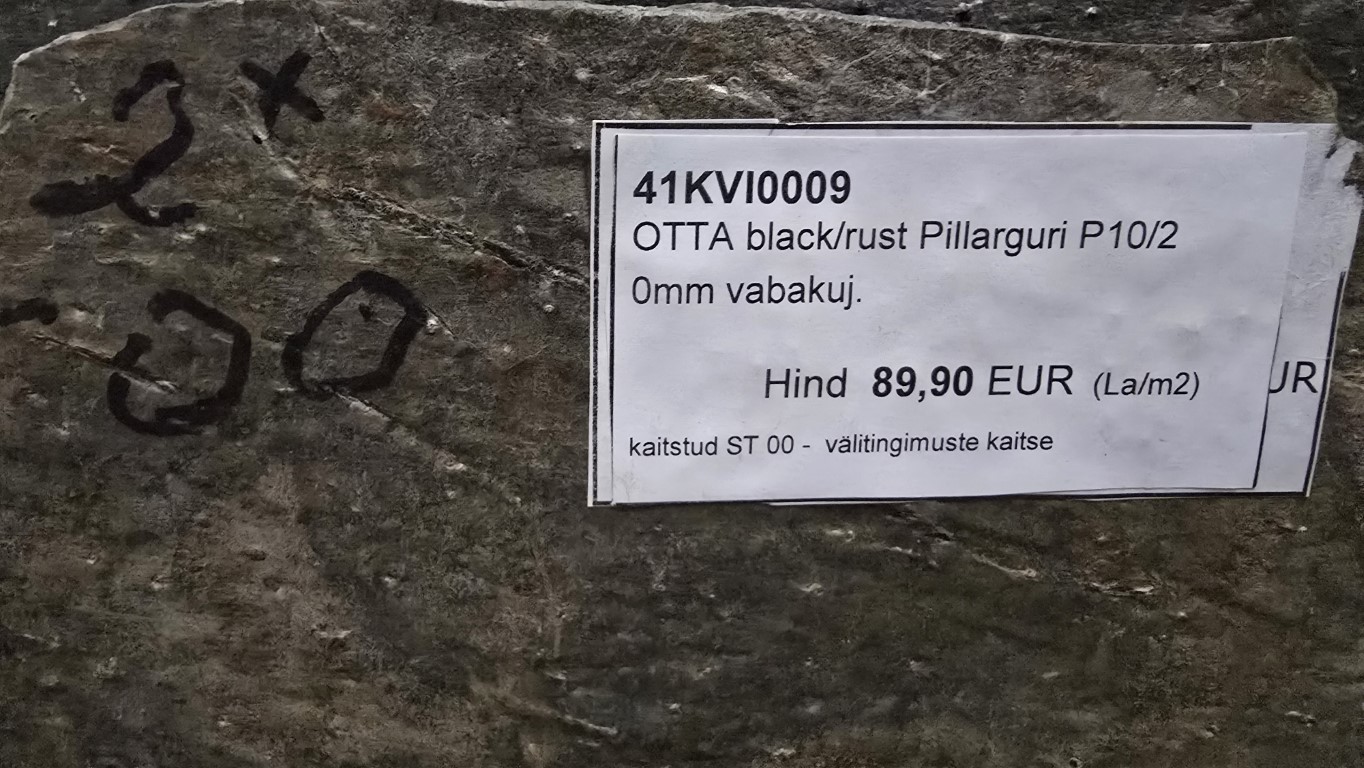 2x
41KVI0009
OTTA black/rust Pillarguri P10/2
0mm vabakuj.
Hind 89,90 EUR (La/m2)
UR
kaitstud ST 00 - välitingimuste kaitse